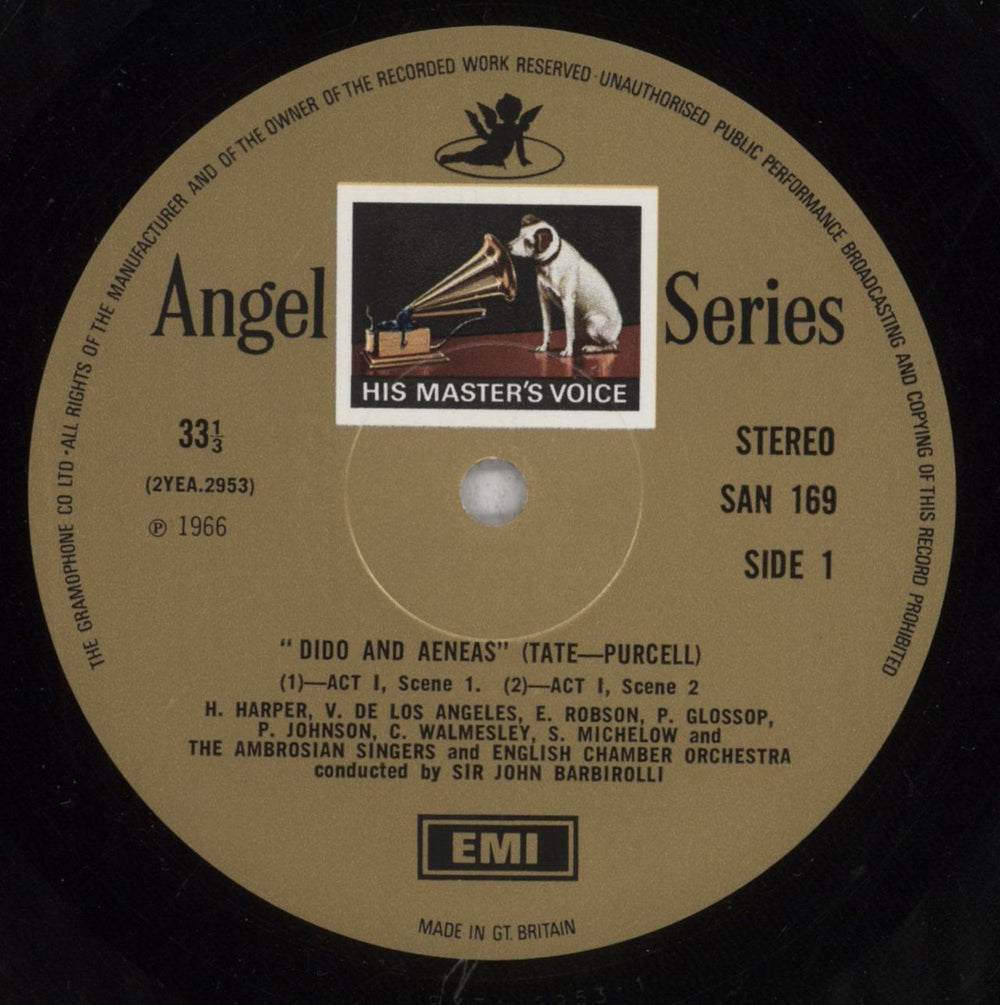 THE GRAMOPHONE CO LTD · ALL RIGHTS OF THE MANUFACTURER AND OF THE OWNER OF THE RECORDED WORK RESERVED · UNAUTHORISED PUBLIC PERFORMANCE BROADCASTING AND COPYING OF THIS RECORD PROHIBITED
Angel Series
HIS MASTER'S VOICE
33⅓
(2YEA.2953)
℗ 1966
STEREO
SAN 169
SIDE 1
“ DIDO AND AENEAS” (TATE—PURCELL)
(1)—ACT I, Scene 1. (2)—ACT I, Scene 2
H. HARPER, V. DE LOS ANGELES, E. ROBSON, P. GLOSSOP,
P. JOHNSON, C. WALMESLEY, S. MICHELOW and
THE AMBROSIAN SINGERS and ENGLISH CHAMBER ORCHESTRA
conducted by SIR JOHN BARBIROLLI
EMI
MADE IN GT. BRITAIN